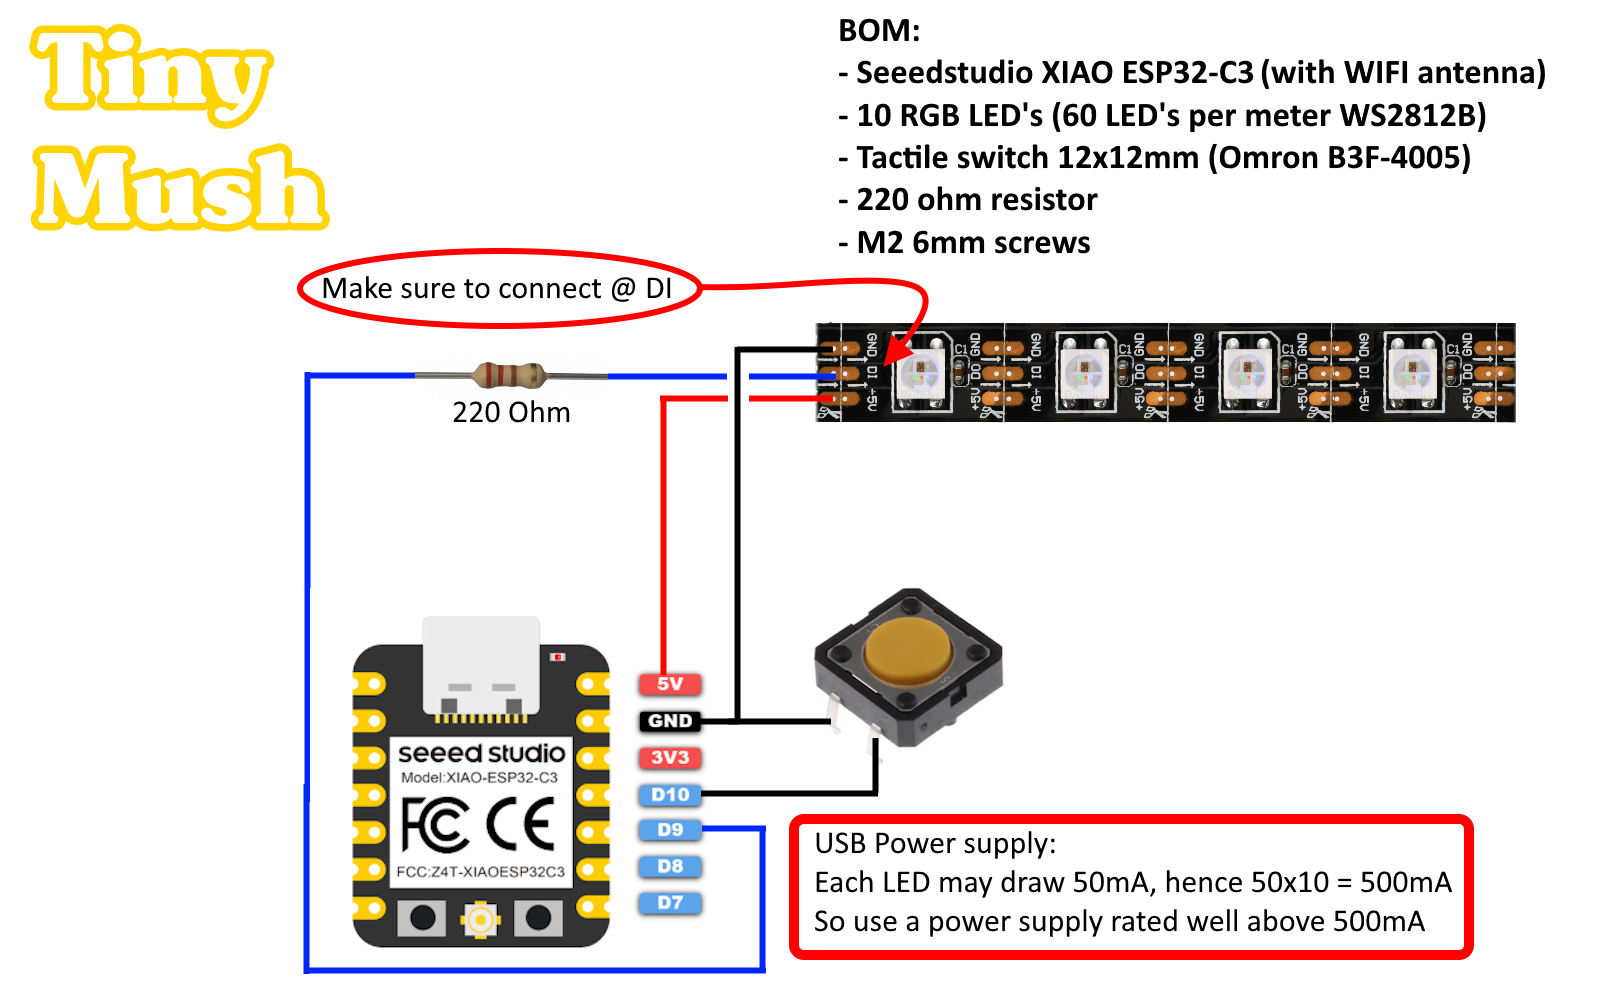 Tiny
Mush
BOM:
- Seeedstudio XIAO ESP32-C3 (with WIFI antenna)
- 10 RGB LED's (60 LED's per meter WS2812B)
- Tactile switch 12x12mm (Omron B3F-4005)
- 220 ohm resistor
- M2 6mm screws
Make sure to connect @ DI
GND
DI
+5V
C1
GND
DO
+5V
GND
DI
+5V
C1
GND
DO
+5V
GND
DI
+5V
C1
GND
DO
+5V
GND
DI
+5V
C1
GND
DO
+5V
220 Ohm
5V
GND
3V3
D10
D9
D8
D7
seeed studio
Model:XIAO-ESP32-C3
FC CE
FCC:Z4T-XIAOESP32C3
USB Power supply:
Each LED may draw 50mA, hence 50x10 = 500mA
So use a power supply rated well above 500mA